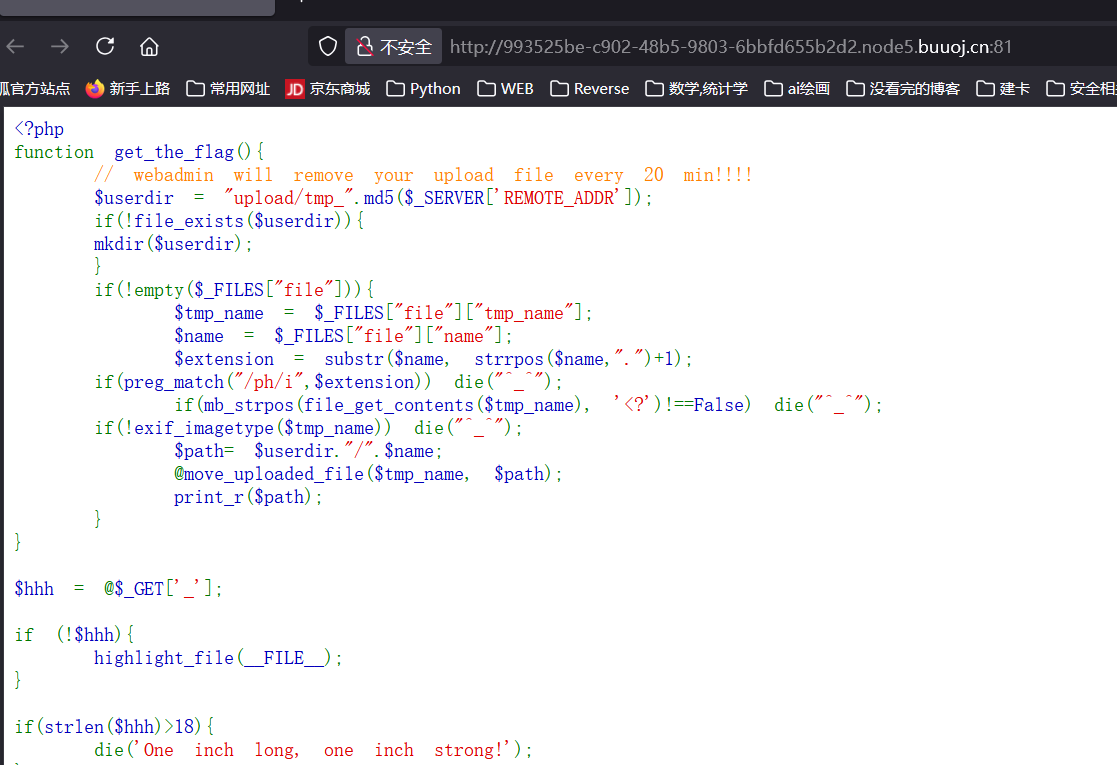 不安全 http://993525be-c902-48b5-9803-6bbfd655b2d2.node5.buuoj.cn:81
狐官方站点 新手上路 常用网址 JD 京东商城 Python WEB Reverse 数学,统计学 ai绘画 没看完的博客 建卡 安全相
<?php
function get_the_flag(){
// webadmin will remove your upload file every 20 min!!!!
$userdir = "upload/tmp_".md5($_SERVER['REMOTE_ADDR']);
if(!file_exists($userdir)){
mkdir($userdir);
}
if(!empty($_FILES["file"])){
$tmp_name = $_FILES["file"]["tmp_name"];
$name = $_FILES["file"]["name"];
$extension = substr($name, strrpos($name,".")+1);
if(preg_match("/ph/i",$extension)) die("^_^");
if(mb_strpos(file_get_contents($tmp_name), '<?')!==False) die("^_^");
if(!exif_imagetype($tmp_name)) die("^_^");
$path= $userdir."/".$name;
@move_uploaded_file($tmp_name, $path);
print_r($path);
}
}
$hhh = @$_GET['_'];
if (!$hhh){
highlight_file(__FILE__);
}
if(strlen($hhh)>18){
die('One inch long, one inch strong!');